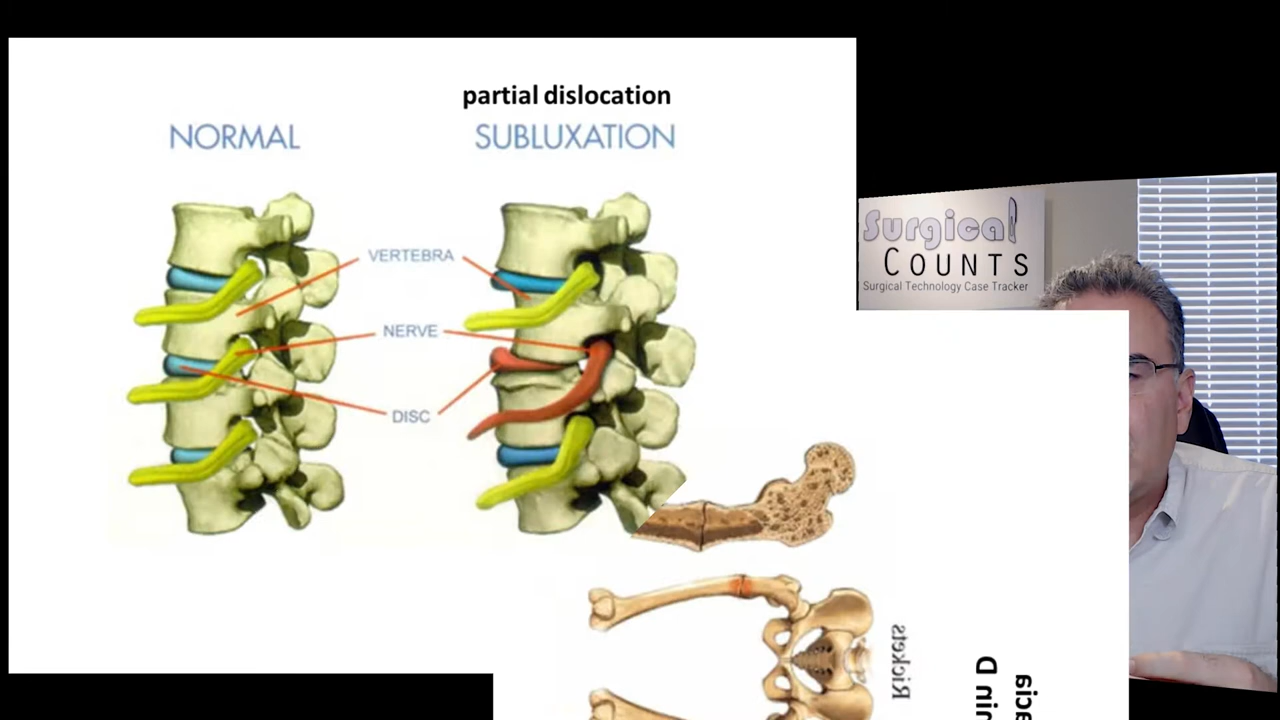 partial dislocation
NORMAL
SUBLUXATION
VERTEBRA
NERVE
DISC
Surgical
COUNTS
Surgical Technology Case Tracker
Rickets